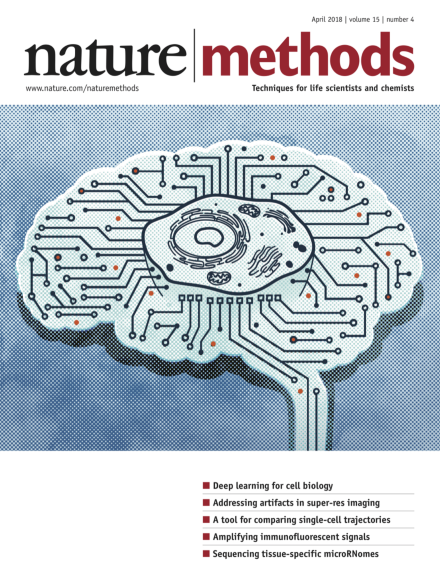 April 2018 | volume 15 | number 4
nature methods
www.nature.com/naturemethods
Techniques for life scientists and chemists
Deep learning for cell biology
Addressing artifacts in super-res imaging
A tool for comparing single-cell trajectories
Amplifying immunofluorescent signals
Sequencing tissue-specific microRNomes